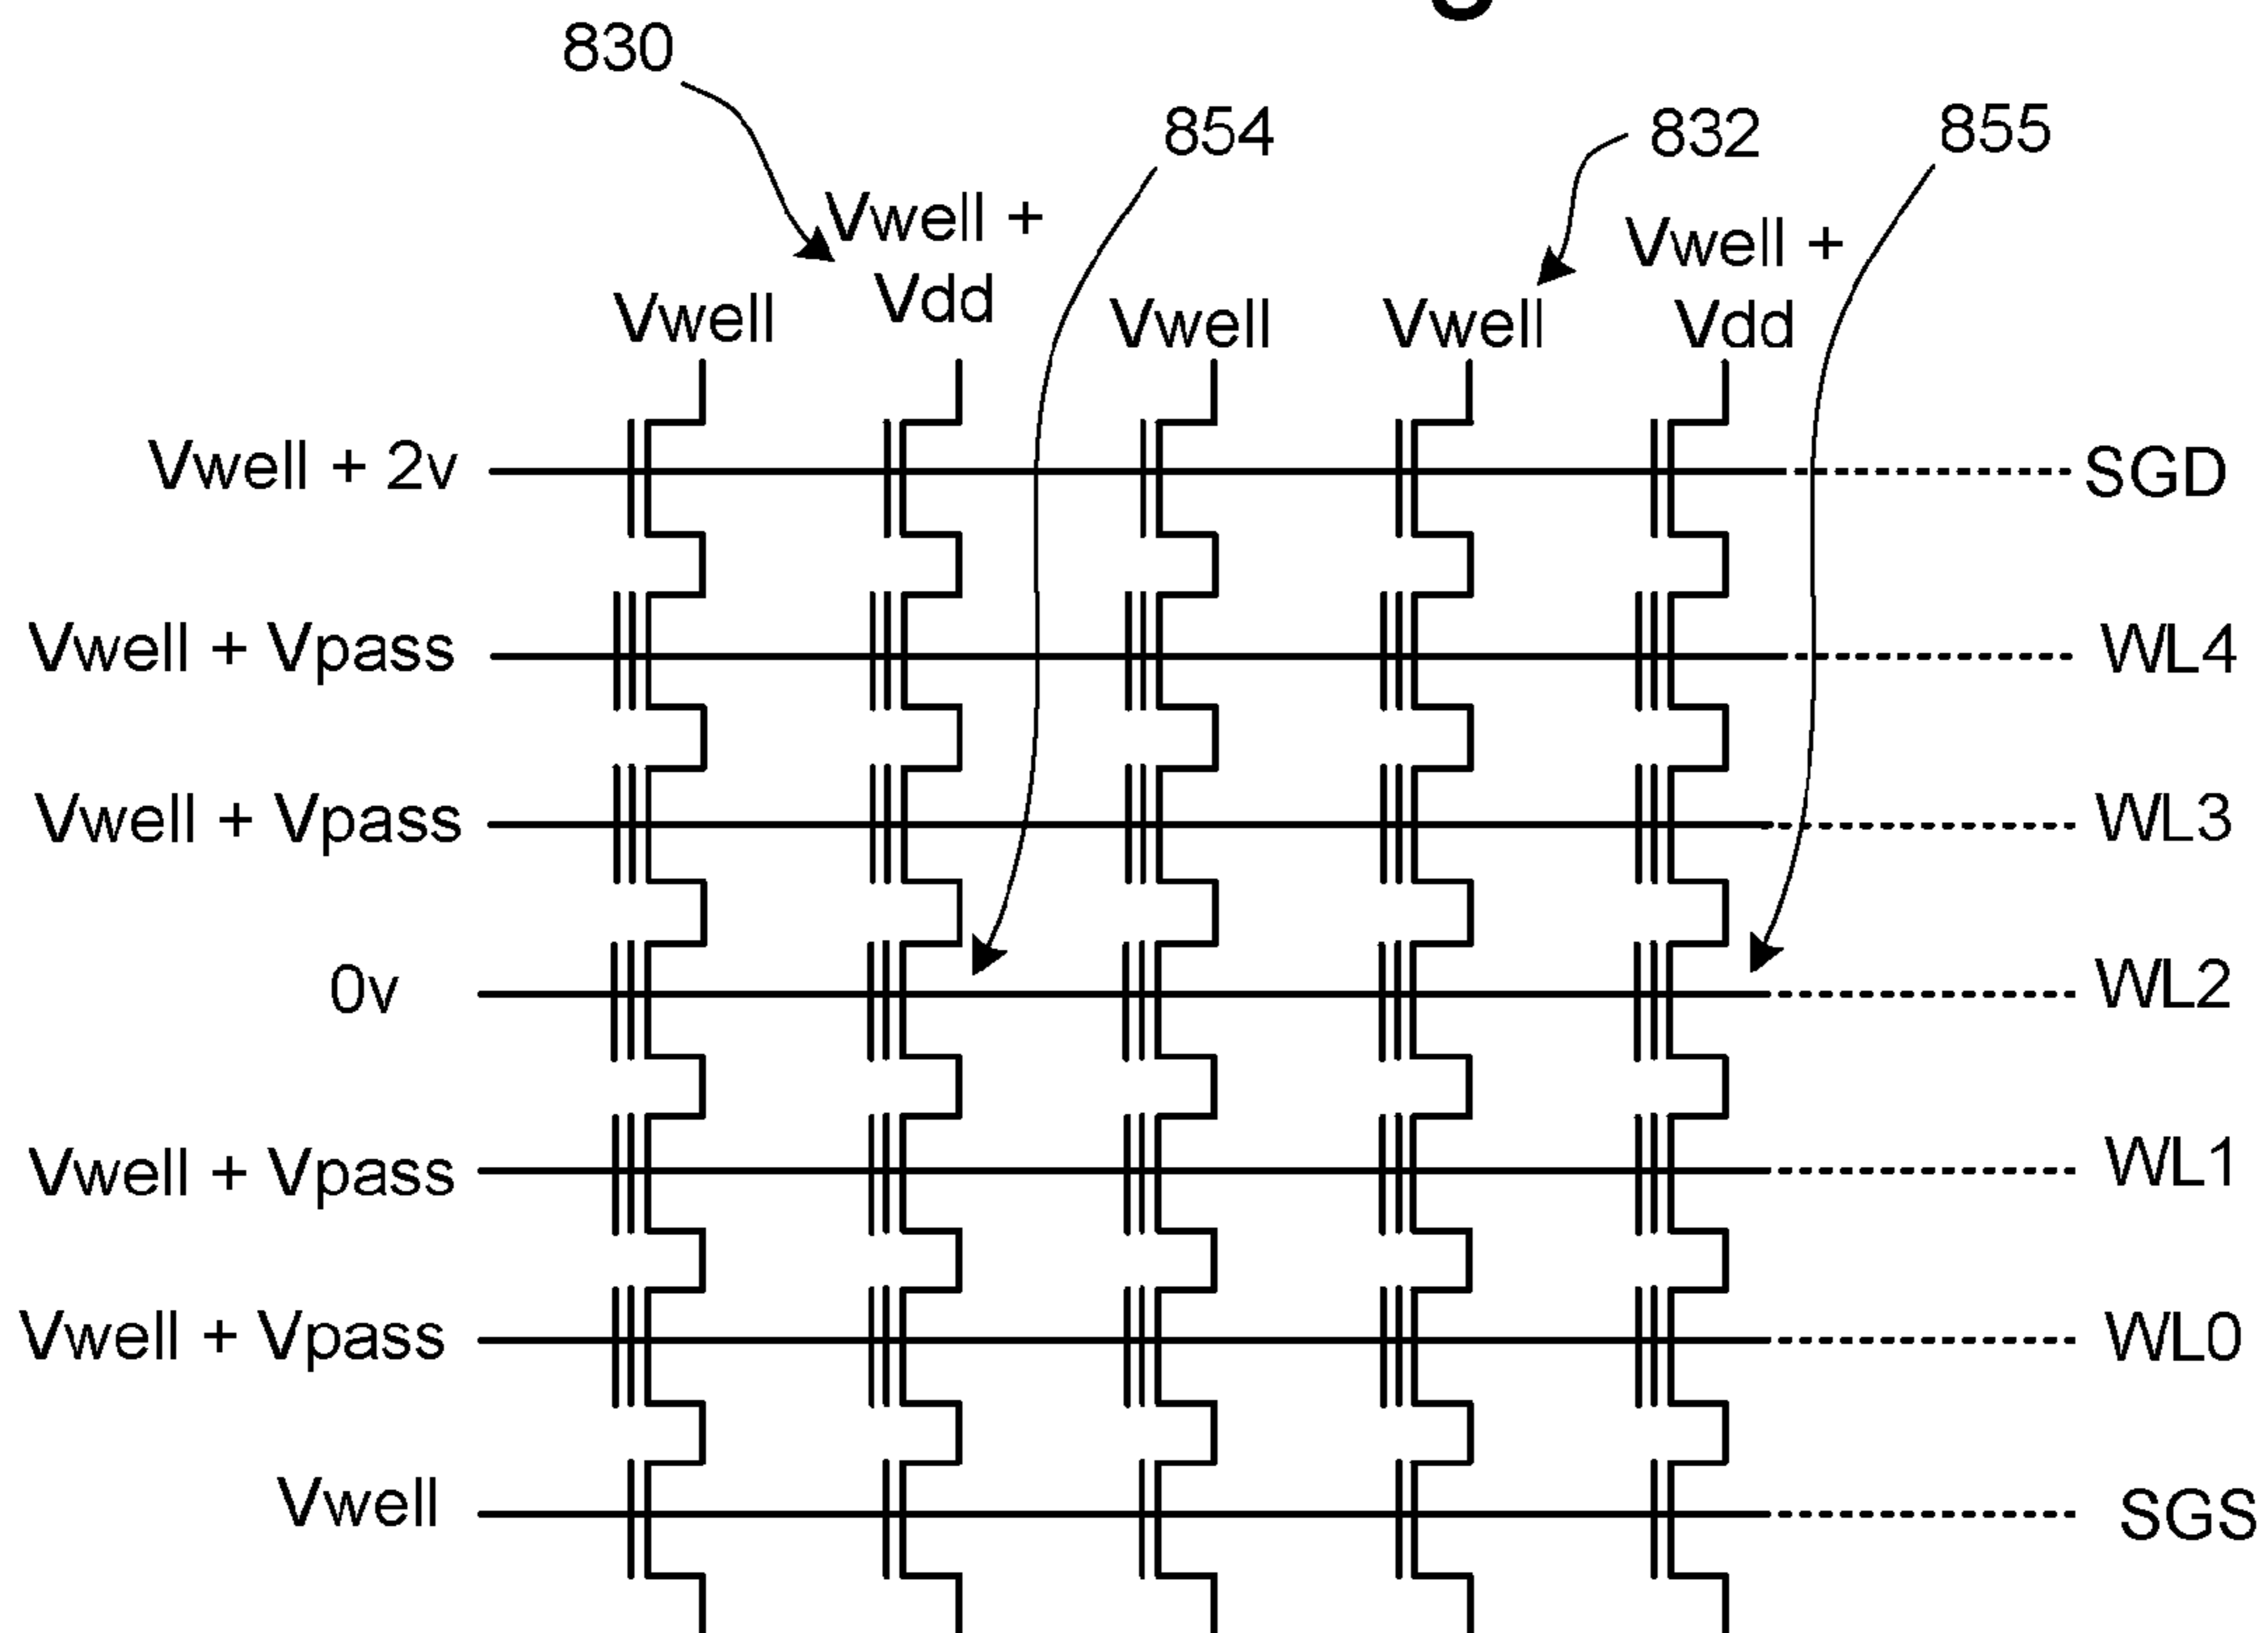 830
854
832
855
Vwell +
Vdd
Vwell +
Vdd
Vwell
Vwell
Vwell
Vwell + 2v
SGD
Vwell + Vpass
WL4
Vwell + Vpass
WL3
0v
WL2
Vwell + Vpass
WL1
Vwell + Vpass
WL0
Vwell
SGS